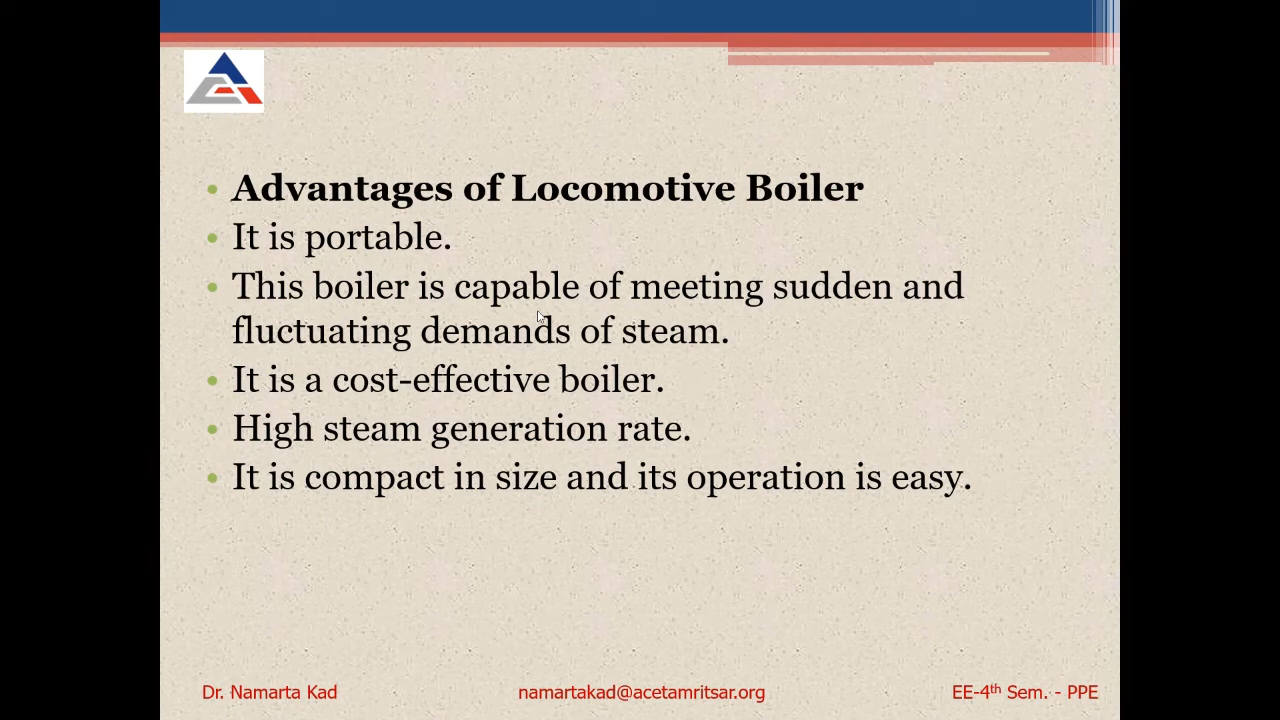 • Advantages of Locomotive Boiler
• It is portable.
• This boiler is capable of meeting sudden and
fluctuating demands of steam.
• It is a cost-effective boiler.
• High steam generation rate.
• It is compact in size and its operation is easy.
Dr. Namarta Kad namartakad@acetamritsar.org EE-4th Sem. - PPE